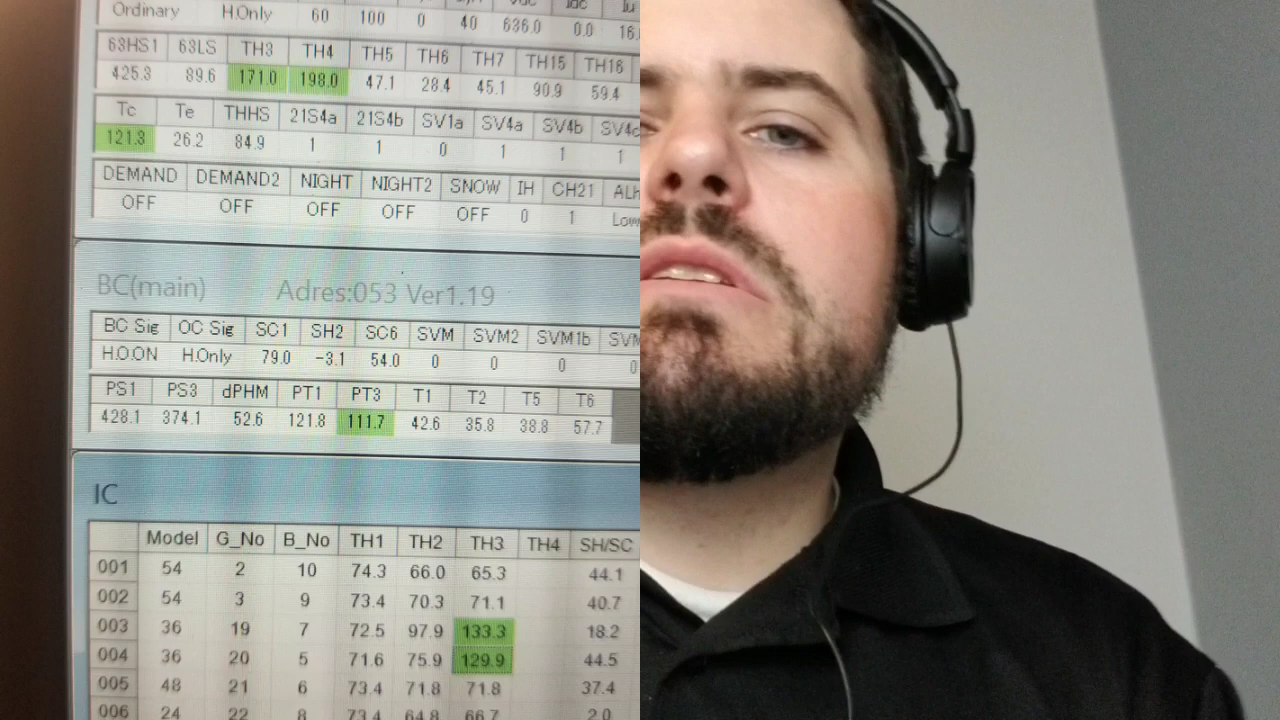 Ordinary H.Only 60 100 0 40 636.0 0.0 16.
63HS1 63LS TH3 TH4 TH5 TH6 TH7 TH15 TH16
425.3 89.6 171.0 198.0 47.1 28.4 45.1 90.9 59.4
Tc Te THHS 21S4a 21S4b SV1a SV4a SV4b SV4c
121.3 26.2 84.9 1 1 0 1 1 1
DEMAND DEMAND2 NIGHT NIGHT2 SNOW IH CH21
OFF OFF OFF OFF OFF 0 1 Low
BC(main) Adres:053 Ver1.19
BC Sig OC Sig SC1 SH2 SC6 SVM SVM2 SVM1b SVM
H.O.ON H.Only 79.0 -3.1 54.0 0 0 0 0
PS1 PS3 dPHM PT1 PT3 T1 T2 T5 T6
428.1 374.1 52.6 121.8 111.7 42.6 35.8 38.8 57.7
IC
Model G_No B_No TH1 TH2 TH3 TH4 SH/SC
001 54 2 10 74.3 66.0 65.3 44.1
002 54 3 9 73.4 70.3 71.1 40.7
003 36 19 7 72.5 97.9 133.3 18.2
004 36 20 5 71.6 75.9 129.9 44.5
005 48 21 6 73.4 71.8 71.8 37.4
006 24 22 8 73.4 64.8 66.7 2.0